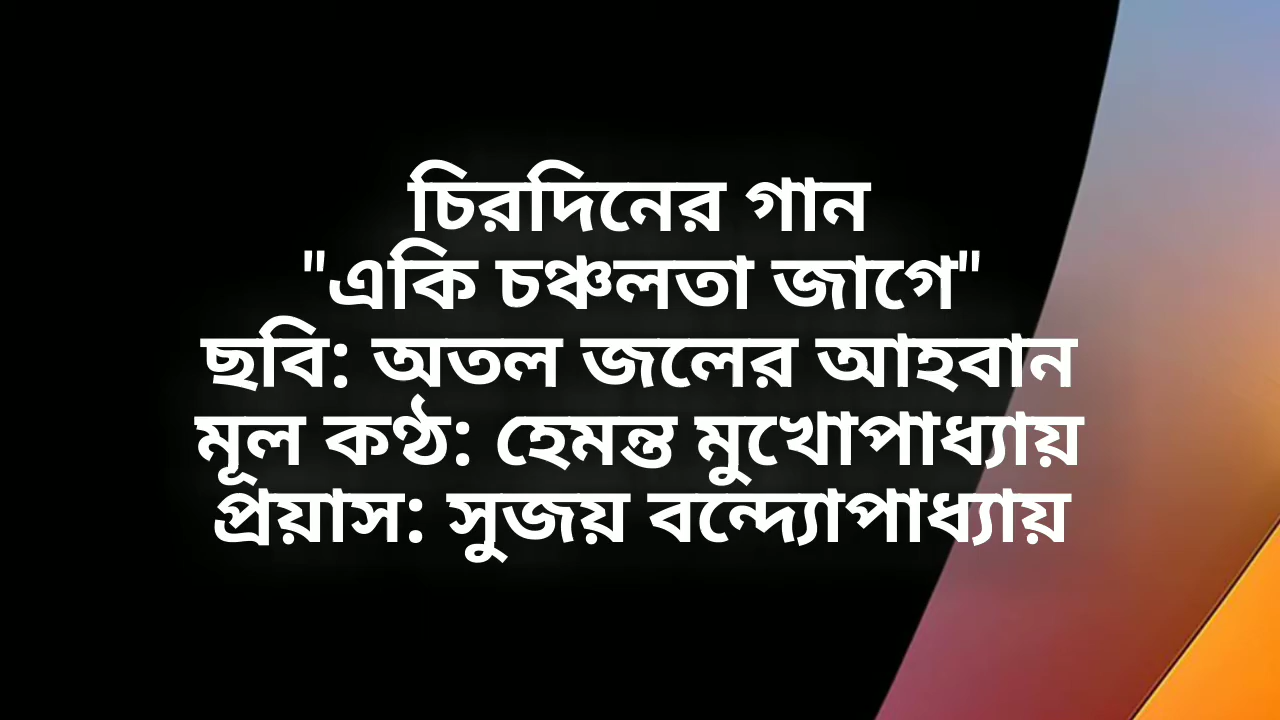 চিরদিনের গান
"একি চঞ্চলতা জাগে"
ছবি: অতল জলের আহবান
মূল কণ্ঠ: হেমন্ত মুখোপাধ্যায়
প্রয়াস: সুজয় বন্দ্যোপাধ্যায়